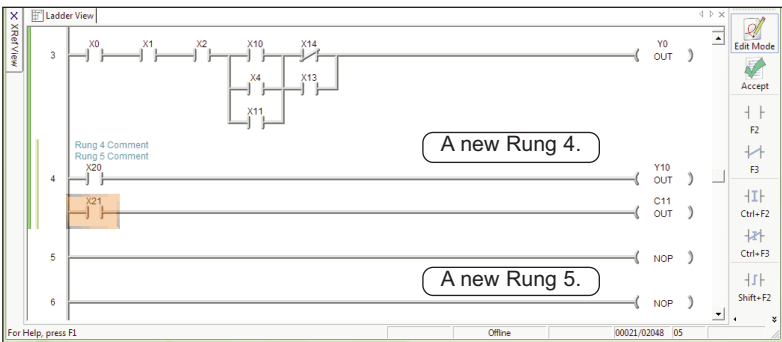 XRefView
Ladder View
3
X0 X1 X2 X10 X14 Y0
OUT
X4 X13
X11
Rung 4 Comment
Rung 5 Comment
A new Rung 4.
4
X20 Y10
OUT
X21 C11
OUT
5 NOP
A new Rung 5.
6 NOP
Edit Mode
Accept
F2
F3
Ctrl+F2
Ctrl+F3
Shift+F2
For Help, press F1 Offline 00021/02048 05